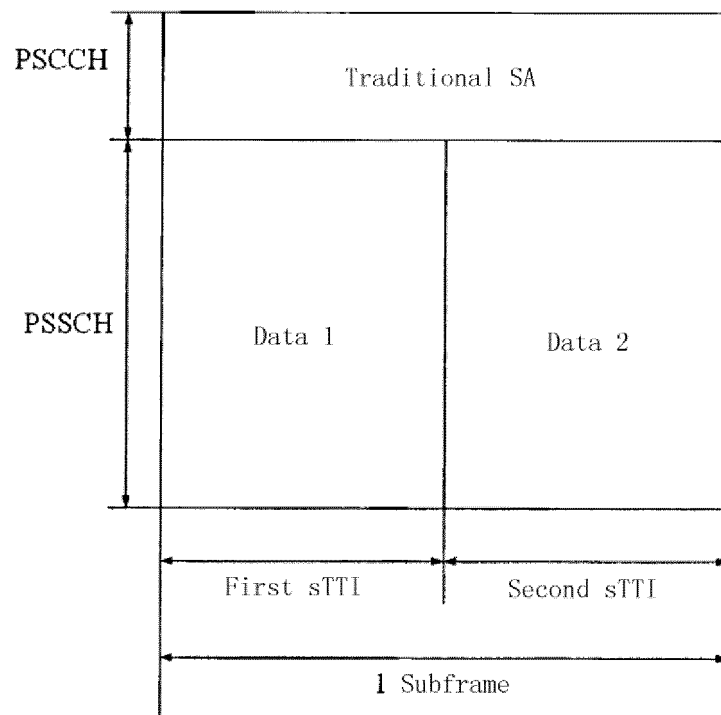 PSCCH
Traditional SA
PSSCH
Data 1
Data 2
First sTTI
Second sTTI
1 Subframe